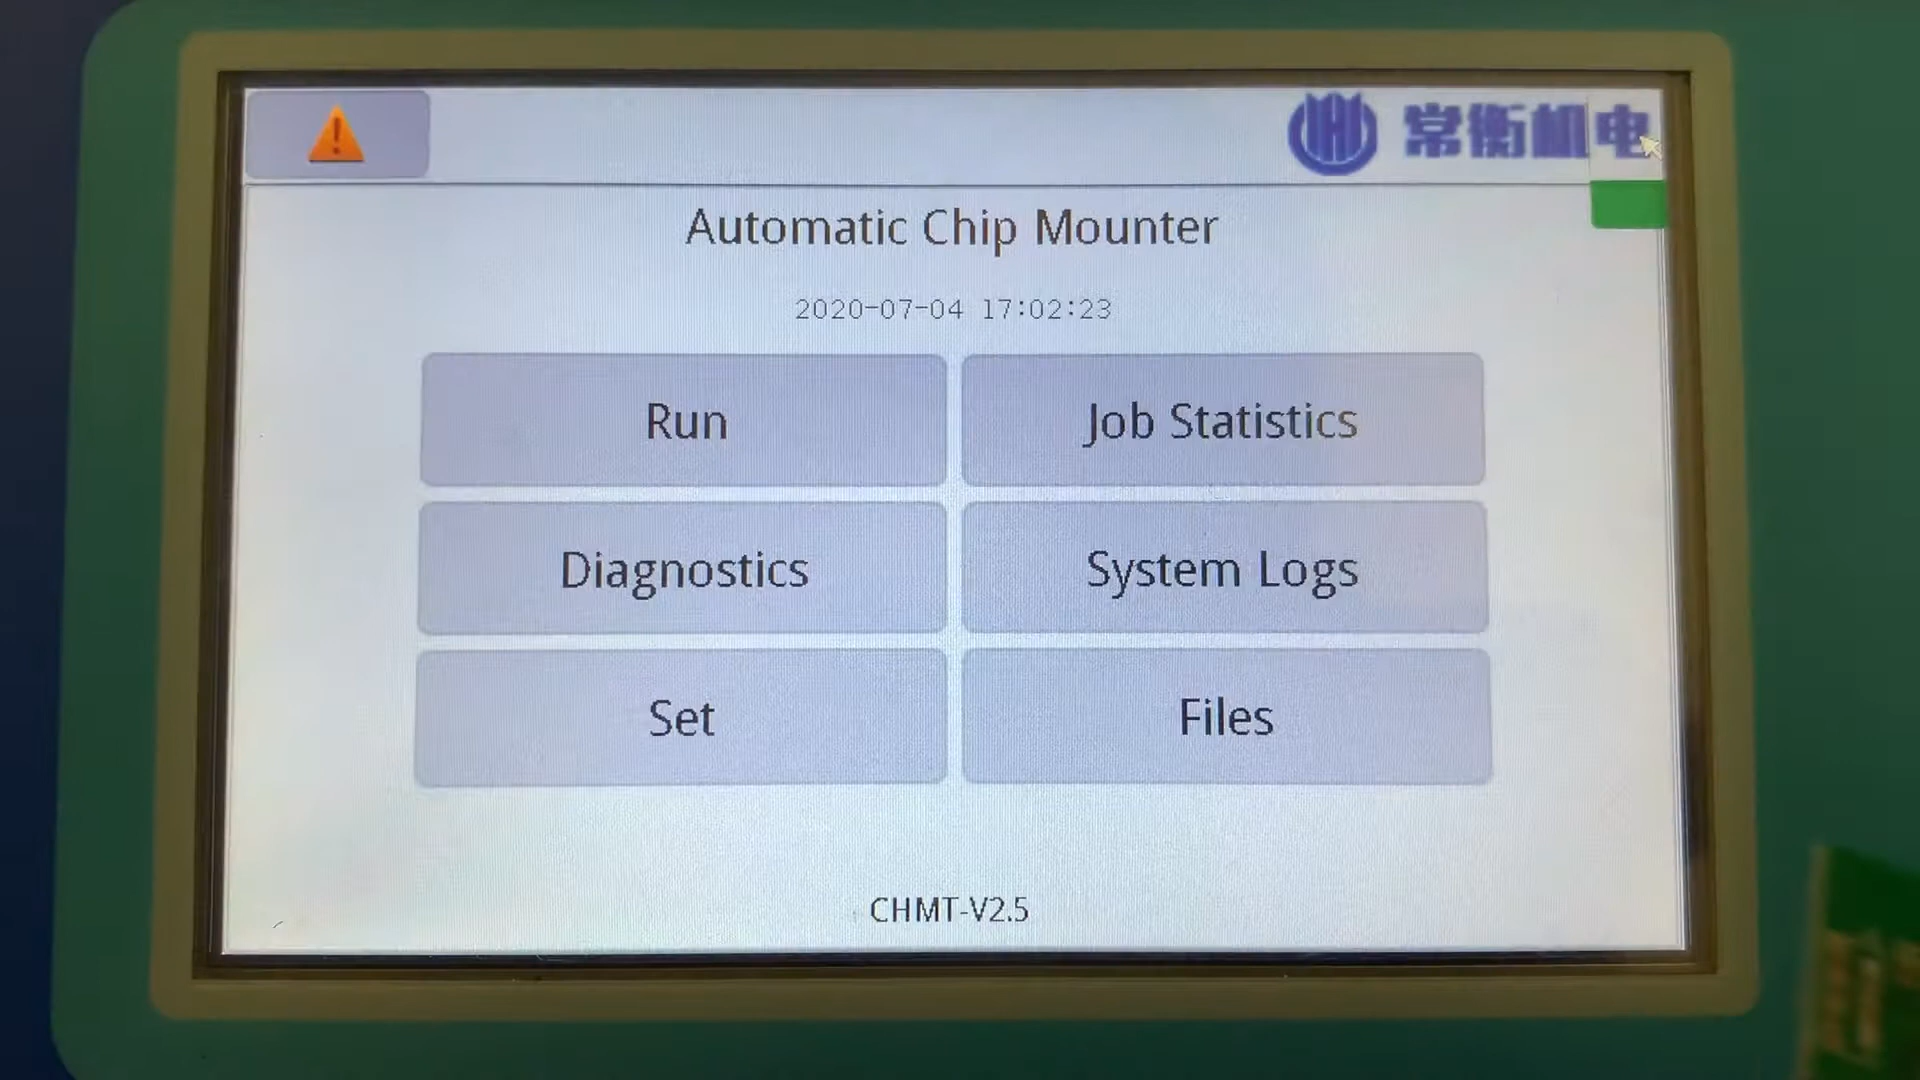 常衡机电
Automatic Chip Mounter
2020-07-04 17:02:23
Run
Job Statistics
Diagnostics
System Logs
Set
Files
CHMT-V2.5